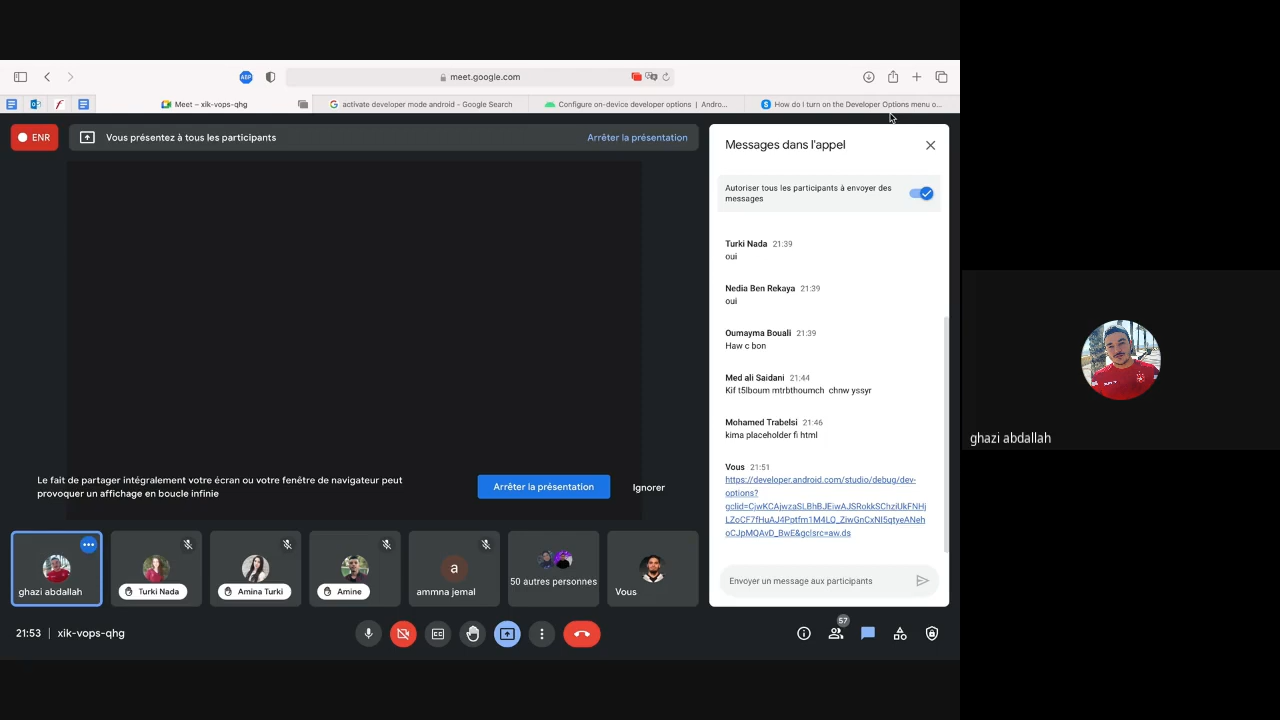 ABP
meet.google.com
Meet – xik-vops-qhg
activate developer mode android - Google Search
Configure on-device developer options | Andro...
How do I turn on the Developer Options menu o...
ENR
Vous présentez à tous les participants
Arrêter la présentation
Messages dans l'appel
Autoriser tous les participants à envoyer des
messages
Turki Nada 21:39
oui
Nedia Ben Rekaya 21:39
oui
Oumayma Bouali 21:39
Haw c bon
Med ali Saidani 21:44
Kif t5lboum mtrbthoumch chnw yssyr
Mohamed Trabelsi 21:46
kima placeholder fi html
Vous 21:51
https://developer.android.com/studio/debug/dev-
options?
Envoyer un message aux participants
Le fait de partager intégralement votre écran ou votre fenêtre de navigateur peut
provoquer un affichage en boucle infinie
Arrêter la présentation
Ignorer
ghazi abdallah
Turki Nada
Amina Turki
Amine
a
ammna jemal
50 autres personnes
Vous
21:53 | xik-vops-qhg
57
ghazi abdallah